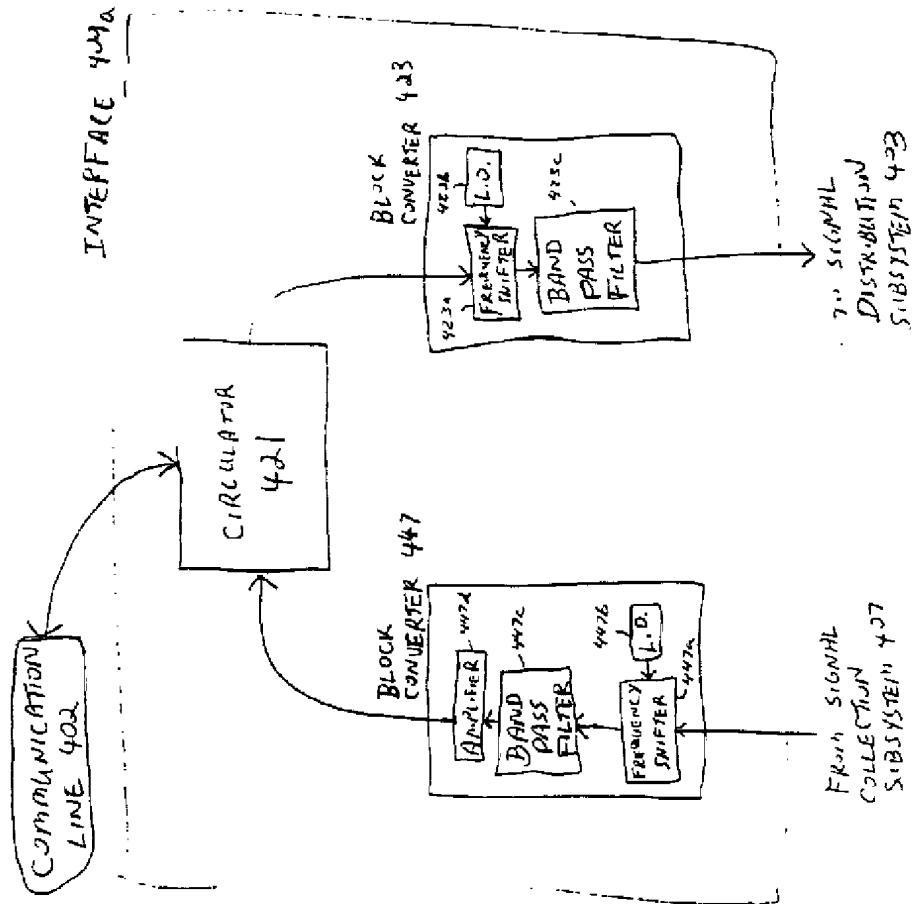 COMMUNICATION
LINE 402
INTERFACE 404a
CIRCULATOR
421
BLOCK
CONVERTER 447
AMPLIFIER
447d
BAND
PASS
FILTER
447c
447b
L.O.
FREQUENCY
SHIFTER
447a
FROM SIGNAL
COLLECTION
SUBSYSTEM 407
BLOCK
CONVERTER 423
423b
L.O.
FREQUENCY
SHIFTER
423a
423c
BAND
PASS
FILTER
TO SIGNAL
DISTRIBUTION
SUBSYSTEM 403